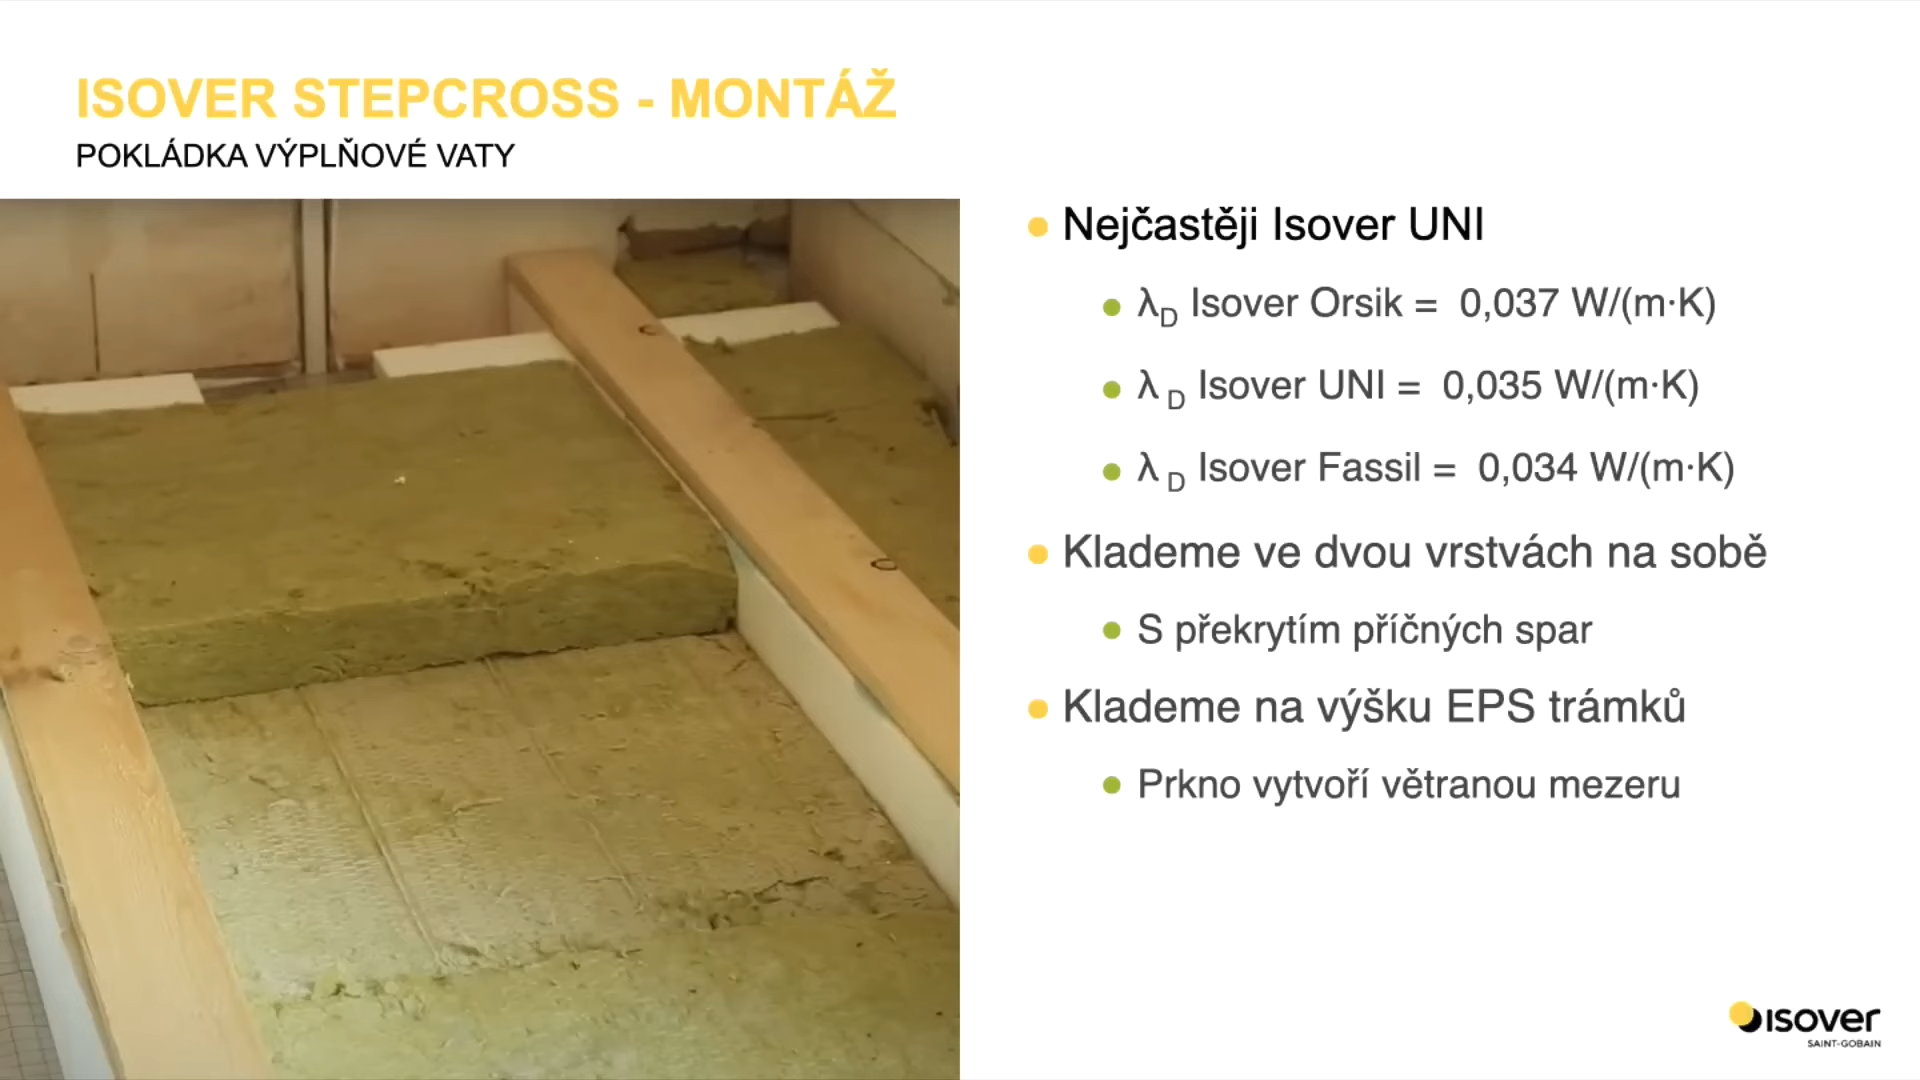 ISOVER STEPCROSS - MONTÁŽ
POKLÁDKA VÝPLŇOVÉ VATY
Nejčastěji Isover UNI
λD Isover Orsik = 0,037 W/(m·K)
λ D Isover UNI = 0,035 W/(m·K)
λ D Isover Fassil = 0,034 W/(m·K)
Klademe ve dvou vrstvách na sobě
S překrytím příčných spar
Klademe na výšku EPS trámků
Prkno vytvoří větranou mezeru
isover
SAINT-GOBAIN